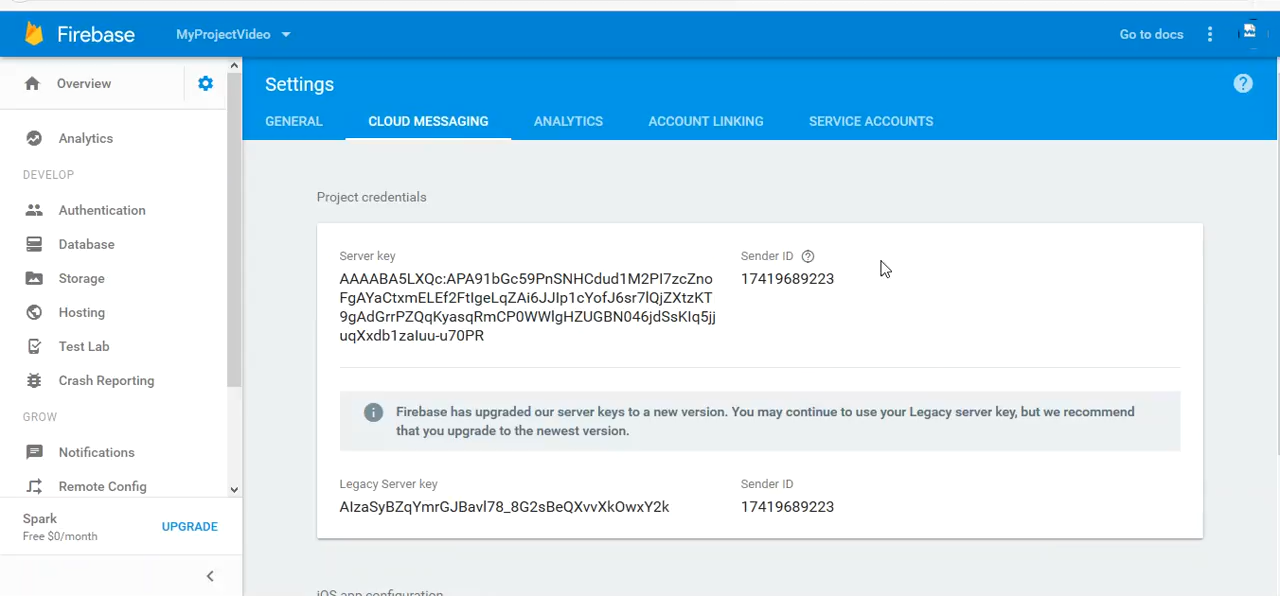 Firebase
MyProjectVideo
Go to docs
Overview
Settings
GENERAL
CLOUD MESSAGING
ANALYTICS
ACCOUNT LINKING
SERVICE ACCOUNTS
Analytics
DEVELOP
Authentication
Database
Storage
Hosting
Test Lab
Crash Reporting
GROW
Notifications
Remote Config
Spark
Free $0/month
UPGRADE
Project credentials
Server key
AAAABA5LXQc:APA91bGc59PnSNHCdud1M2PI7zcZno
FgAYaCtxmELEf2FtIgeLqZAi6JJIp1cYofJ6sr7lQjZXtzKT
9gAdGrrPZQqKyasqRmCP0WWlgHZUGBN046jdSsKIq5jj
uqXxdb1zaIuu-u70PR
Sender ID
17419689223
Firebase has upgraded our server keys to a new version. You may continue to use your Legacy server key, but we recommend
that you upgrade to the newest version.
Legacy Server key
AIzaSyBZqYmrGJBavl78_8G2sBeQXvvXkOwxY2k
Sender ID
17419689223
iOS app configuration